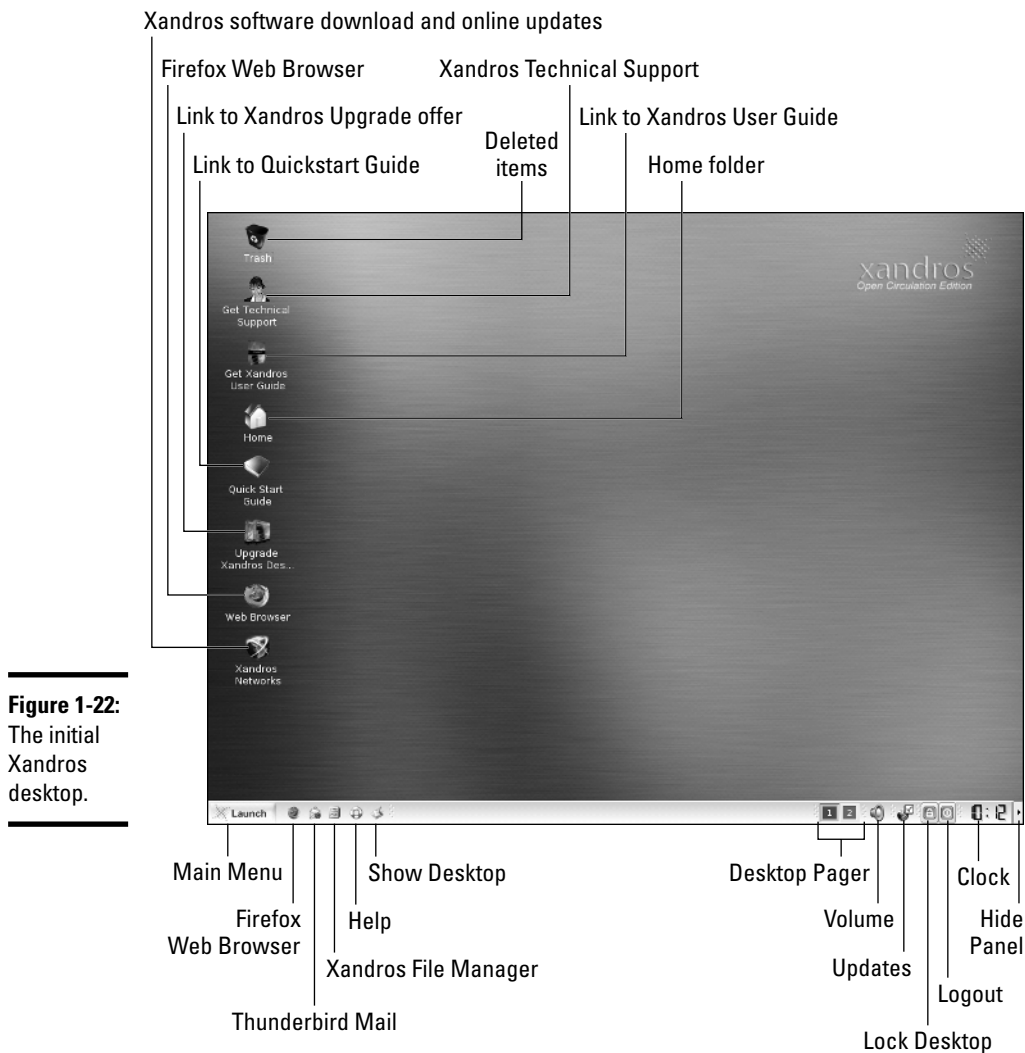 Xandros software download and online updates
Firefox Web Browser
Xandros Technical Support
Link to Xandros Upgrade offer
Link to Xandros User Guide
Deleted
items
Link to Quickstart Guide
Home folder
Trash
xandros
Open Circulation Edition
Get Technical
Support
Get Xandros
User Guide
Home
Quick Start
Guide
Upgrade
Xandros Des...
Web Browser
Xandros
Networks
Figure 1-22:
The initial
Xandros
desktop.
Launch
1 2
0:12
Main Menu
Show Desktop
Desktop Pager
Clock
Firefox
Web Browser
Help
Volume
Hide
Panel
Xandros File Manager
Updates
Logout
Thunderbird Mail
Lock Desktop